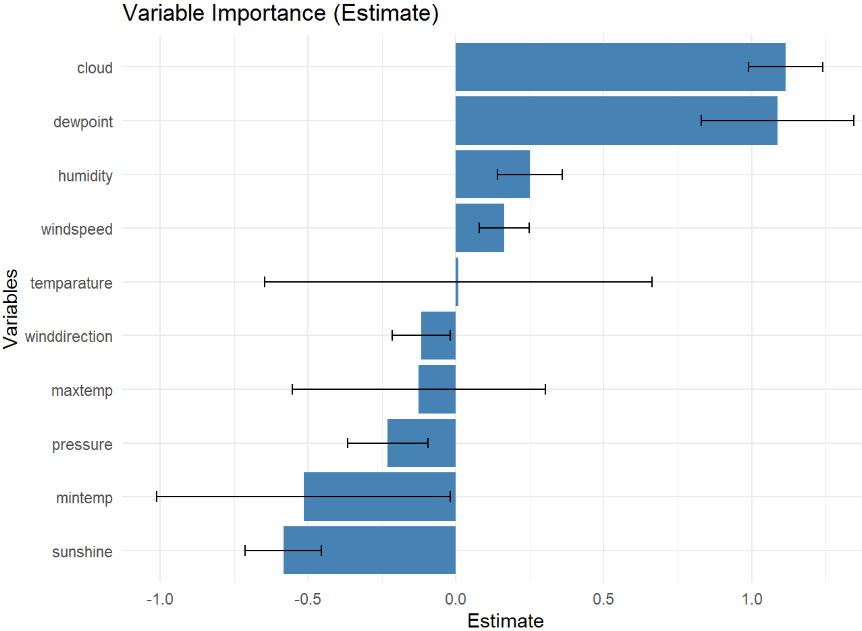 Variable Importance (Estimate)
Variables
cloud
dewpoint
humidity
windspeed
temparature
winddirection
maxtemp
pressure
mintemp
sunshine
-1.0 -0.5 0.0 0.5 1.0
Estimate